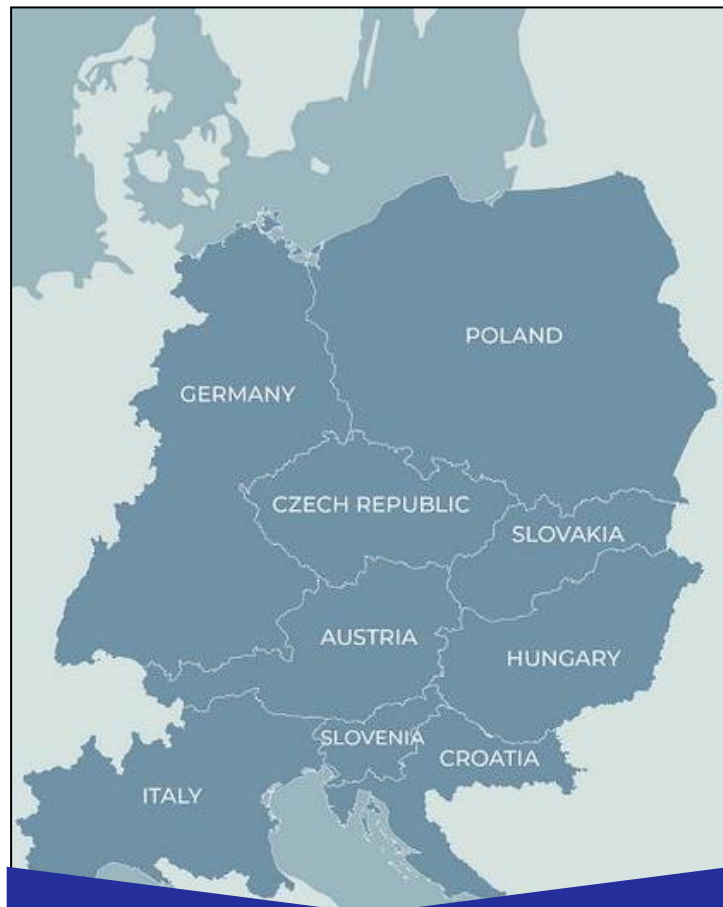 POLAND
GERMANY
CZECH REPUBLIC
SLOVAKIA
AUSTRIA
HUNGARY
SLOVENIA
CROATIA
ITALY